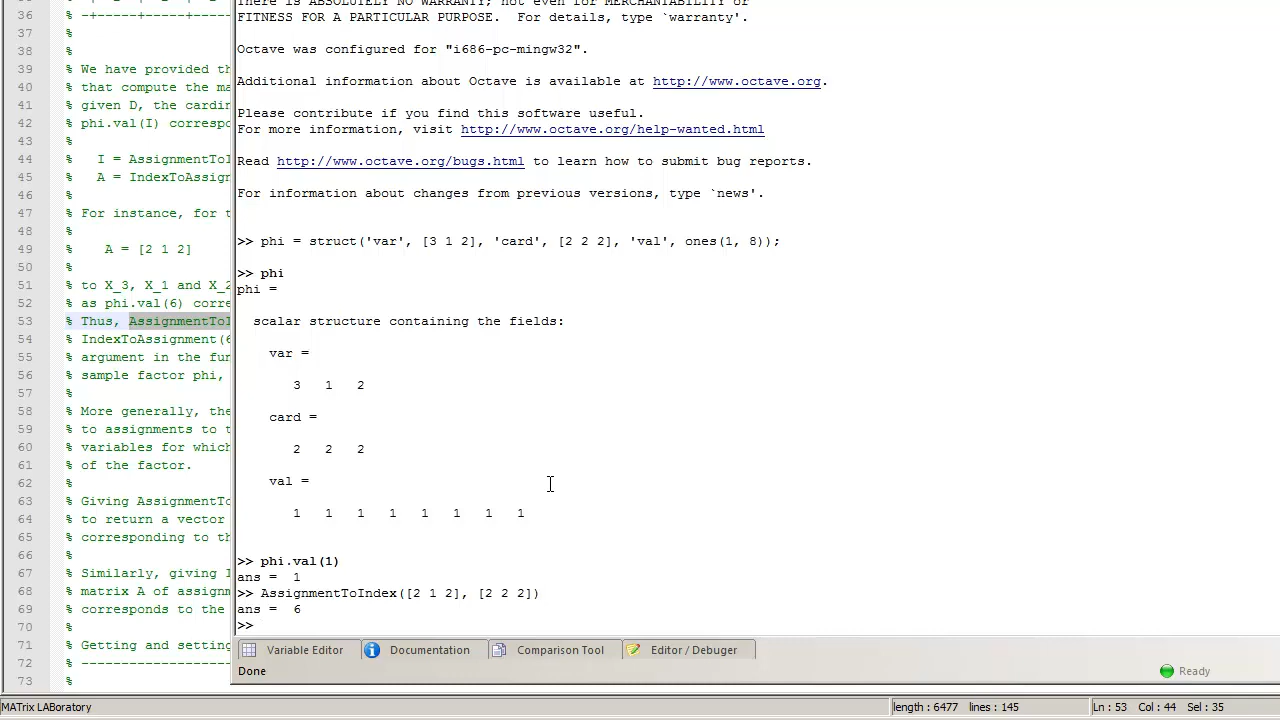 36 % -+-----+-----+----
37 %
38 %
39 % We have provided th
40 % that compute the ma
41 % given D, the cardin
42 % phi.val(I) correspo
43 %
44 % I = AssignmentToI
45 % A = IndexToAssign
46 %
47 % For instance, for t
48 %
49 % A = [2 1 2]
50 %
51 % to X_3, X_1 and X_2
52 % as phi.val(6) corre
53 % Thus, AssignmentToI
54 % IndexToAssignment(6
55 % argument in the fun
56 % sample factor phi,
57 %
58 % More generally, the
59 % to assignments to t
60 % variables for which
61 % of the factor.
62 %
63 % Giving AssignmentTo
64 % to return a vector
65 % corresponding to th
66 %
67 % Similarly, giving I
68 % matrix A of assignm
69 % corresponds to the
70 %
71 % Getting and setting
72 % -------------------
73 %
There is ABSOLUTELY NO WARRANTY; not even for MERCHANTABILITY or
FITNESS FOR A PARTICULAR PURPOSE.  For details, type `warranty'.
Octave was configured for "i686-pc-mingw32".
Additional information about Octave is available at http://www.octave.org.
Please contribute if you find this software useful.
For more information, visit http://www.octave.org/help-wanted.html
Read http://www.octave.org/bugs.html to learn how to submit bug reports.
For information about changes from previous versions, type `news'.
>> phi = struct('var', [3 1 2], 'card', [2 2 2], 'val', ones(1, 8));
>> phi
phi =
scalar structure containing the fields:
var =
3 1 2
card =
2 2 2
val =
1 1 1 1 1 1 1 1
>> phi.val(1)
ans = 1
>> AssignmentToIndex([2 1 2], [2 2 2])
ans = 6
>>
Variable Editor Documentation Comparison Tool Editor / Debugger
Done Ready
MATrix LABoratory length : 6477 lines : 145 Ln : 53 Col : 44 Sel : 35